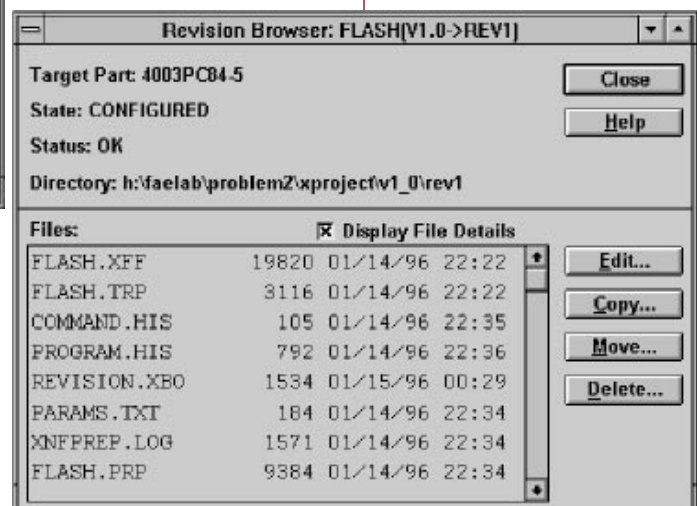 Revision Browser: FLASH(V1.0->REV1)
Target Part: 4003PC84-5
Close
State: CONFIGURED
Help
Status: OK
Directory: h:\faelab\problem2\xproject\v1_0\rev1
Files:
Display File Details
FLASH.XFF 19820 01/14/96 22:22
Edit...
FLASH.TRP 3116 01/14/96 22:22
Copy...
COMMAND.HIS 105 01/14/96 22:35
PROGRAM.HIS 792 01/14/96 22:36
Move...
REVISION.XBO 1534 01/15/96 00:29
Delete...
PARAMS.TXT 184 01/14/96 22:34
XNFPREP.LOG 1571 01/14/96 22:34
FLASH.PRP 9384 01/14/96 22:34